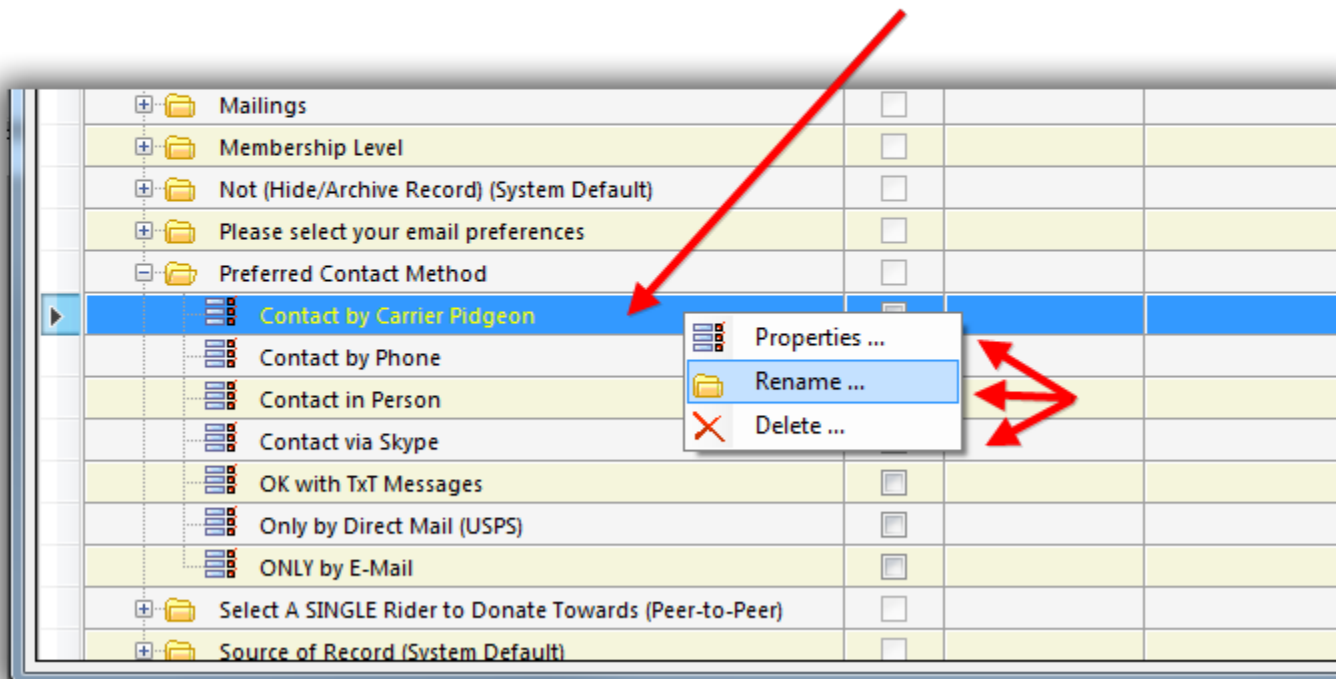 Mailings
Membership Level
Not (Hide/Archive Record) (System Default)
Please select your email preferences
Preferred Contact Method
Contact by Carrier Pidgeon
Properties ...
Contact by Phone
Rename ...
Contact in Person
Delete ...
Contact via Skype
OK with TxT Messages
Only by Direct Mail (USPS)
ONLY by E-Mail
Select A SINGLE Rider to Donate Towards (Peer-to-Peer)
Source of Record (System Default)